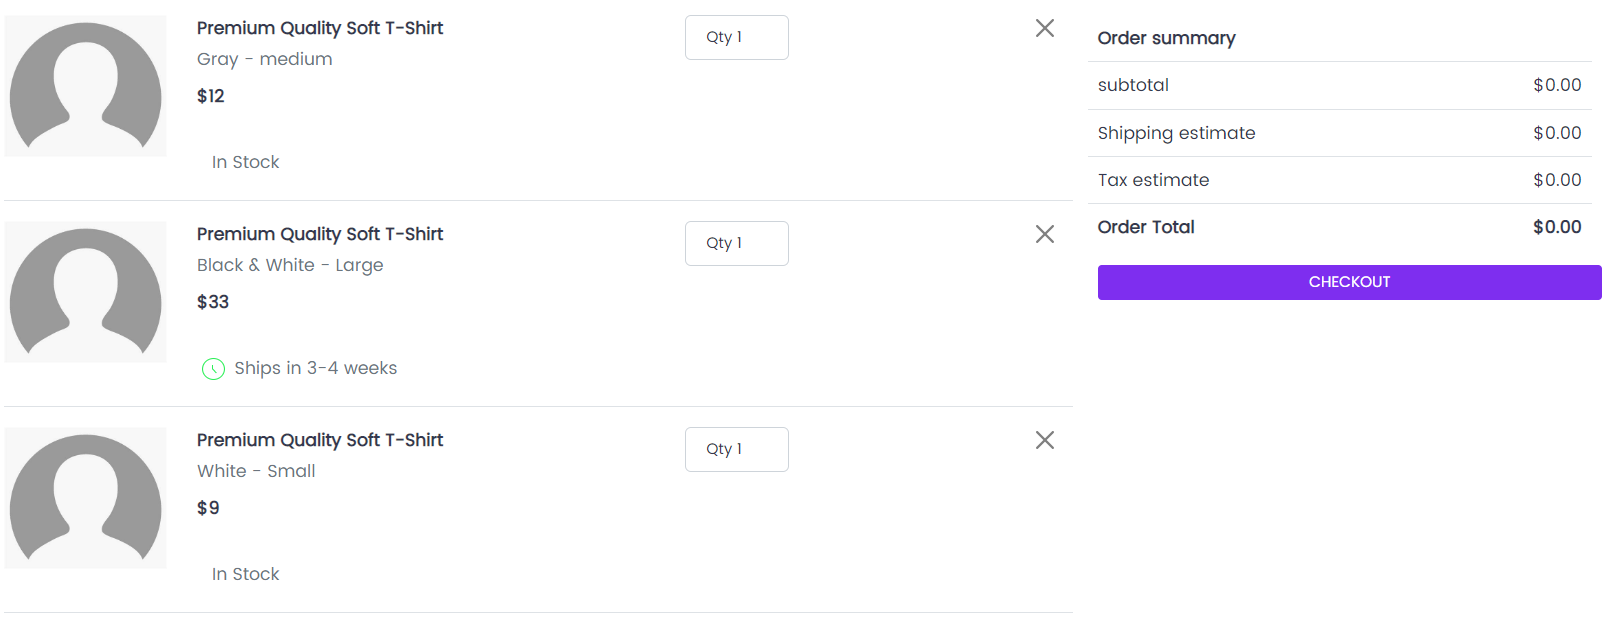 Premium Quality Soft T-Shirt
Gray - medium
$12
In Stock
Qty 1
Premium Quality Soft T-Shirt
Black & White - Large
$33
Ships in 3-4 weeks
Qty 1
Premium Quality Soft T-Shirt
White - Small
$9
In Stock
Qty 1
Order summary
subtotal $0.00
Shipping estimate $0.00
Tax estimate $0.00
Order Total $0.00
CHECKOUT